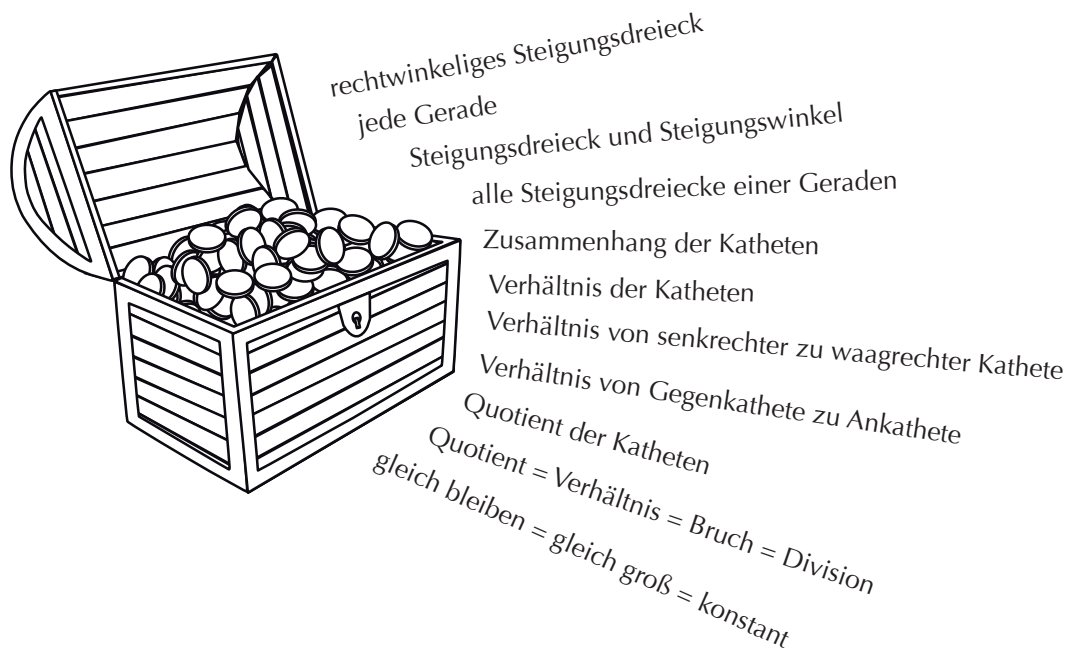 rechtwinkeliges Steigungsdreieck
jede Gerade
Steigungsdreieck und Steigungswinkel
alle Steigungsdreiecke einer Geraden
Zusammenhang der Katheten
Verhältnis der Katheten
Verhältnis von senkrechter zu waagrechter Kathete
Verhältnis von Gegenkathete zu Ankathete
Quotient der Katheten
Quotient = Verhältnis = Bruch = Division
gleich bleiben = gleich groß = konstant